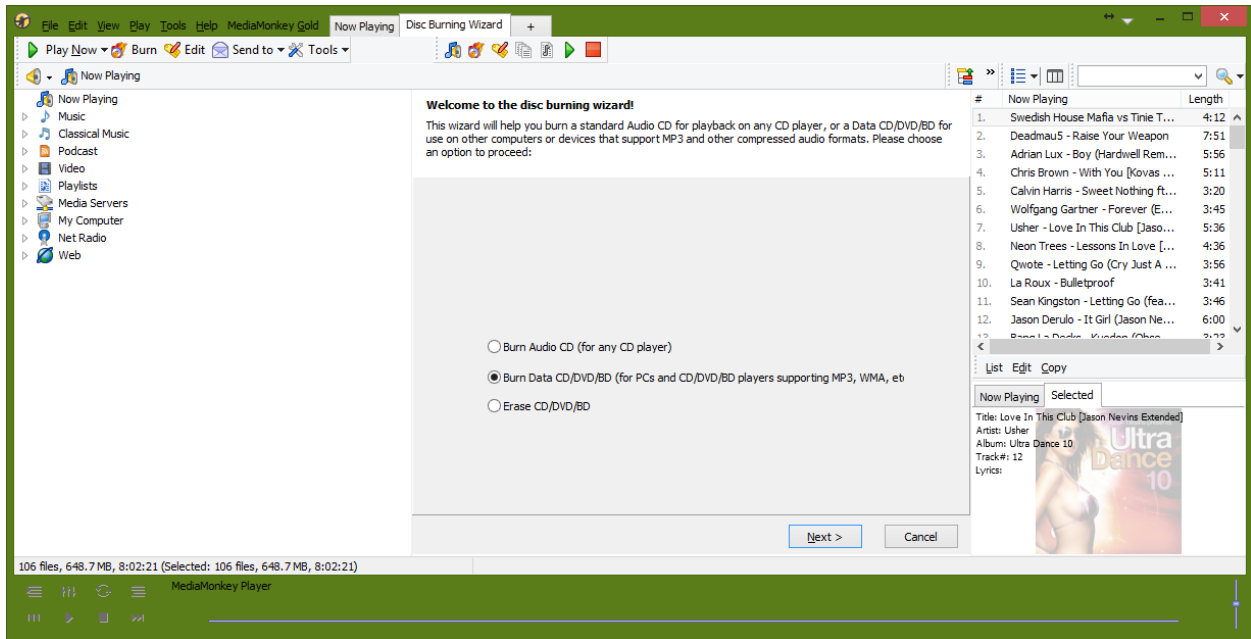 File Edit View Play Tools Help MediaMonkey Gold Now Playing Disc Burning Wizard +
Play Now Burn Edit Send to Tools
Now Playing
Now Playing
Music
Classical Music
Podcast
Video
Playlists
Media Servers
My Computer
Net Radio
Web
Welcome to the disc burning wizard!
This wizard will help you burn a standard Audio CD for playback on any CD player, or a Data CD/DVD/BD for
use on other computers or devices that support MP3 and other compressed audio formats. Please choose
an option to proceed:
Burn Audio CD (for any CD player)
Burn Data CD/DVD/BD (for PCs and CD/DVD/BD players supporting MP3, WMA, et
Erase CD/DVD/BD
Next > Cancel
# Now Playing Length
1. Swedish House Mafia vs Tinie T... 4:12
2. Deadmau5 - Raise Your Weapon 7:51
3. Adrian Lux - Boy (Hardwell Rem... 5:56
4. Chris Brown - With You [Kovas ... 5:11
5. Calvin Harris - Sweet Nothing ft... 3:20
6. Wolfgang Gartner - Forever (E... 3:45
7. Usher - Love In This Club [Jaso... 5:36
8. Neon Trees - Lessons In Love [... 4:36
9. Qwote - Letting Go (Cry Just A ... 3:56
10. La Roux - Bulletproof 3:41
11. Sean Kingston - Letting Go (fea... 3:46
12. Jason Derulo - It Girl (Jason Ne... 6:00
List Edit Copy
Now Playing Selected
Title: Love In This Club [Jason Nevins Extended]
Artist: Usher
Album: Ultra Dance 10
Track#: 12
Lyrics:
Ultra
Dance
10
106 files, 648.7 MB, 8:02:21 (Selected: 106 files, 648.7 MB, 8:02:21)
MediaMonkey Player